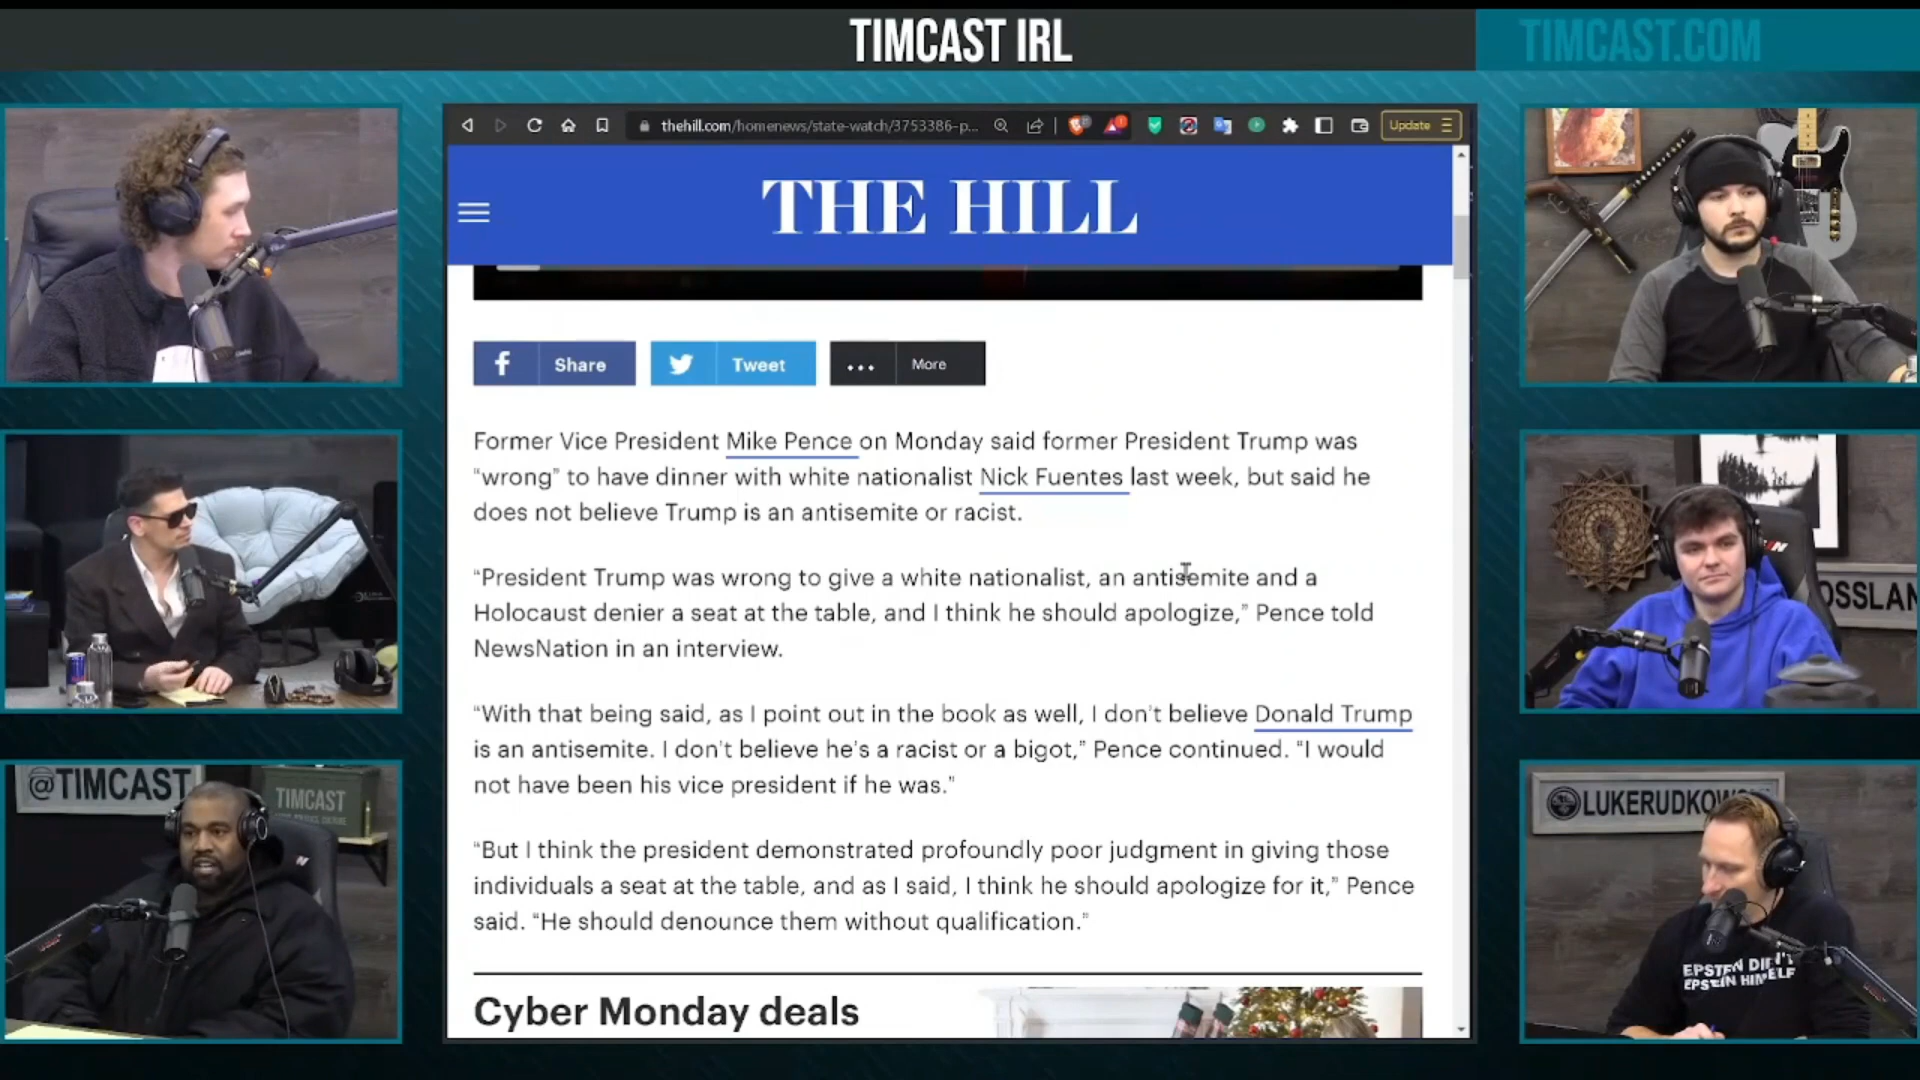 TIMCAST IRL
TIMCAST.COM
thehill.com/homenews/state-watch/3753386-p...
Update
THE HILL
f Share
Tweet
... More
Former Vice President Mike Pence on Monday said former President Trump was
“wrong” to have dinner with white nationalist Nick Fuentes last week, but said he
does not believe Trump is an antisemite or racist.
“President Trump was wrong to give a white nationalist, an antisemite and a
Holocaust denier a seat at the table, and I think he should apologize,” Pence told
NewsNation in an interview.
“With that being said, as I point out in the book as well, I don’t believe Donald Trump
is an antisemite. I don’t believe he’s a racist or a bigot,” Pence continued. “I would
not have been his vice president if he was.”
“But I think the president demonstrated profoundly poor judgment in giving those
individuals a seat at the table, and as I said, I think he should apologize for it,” Pence
said. “He should denounce them without qualification.”
Cyber Monday deals
@TIMCAST
TIMCAST
OSSLAN
@LUKERUDKOWS
EPSTEIN DIDN'T
EPSTEIN HIMSELF